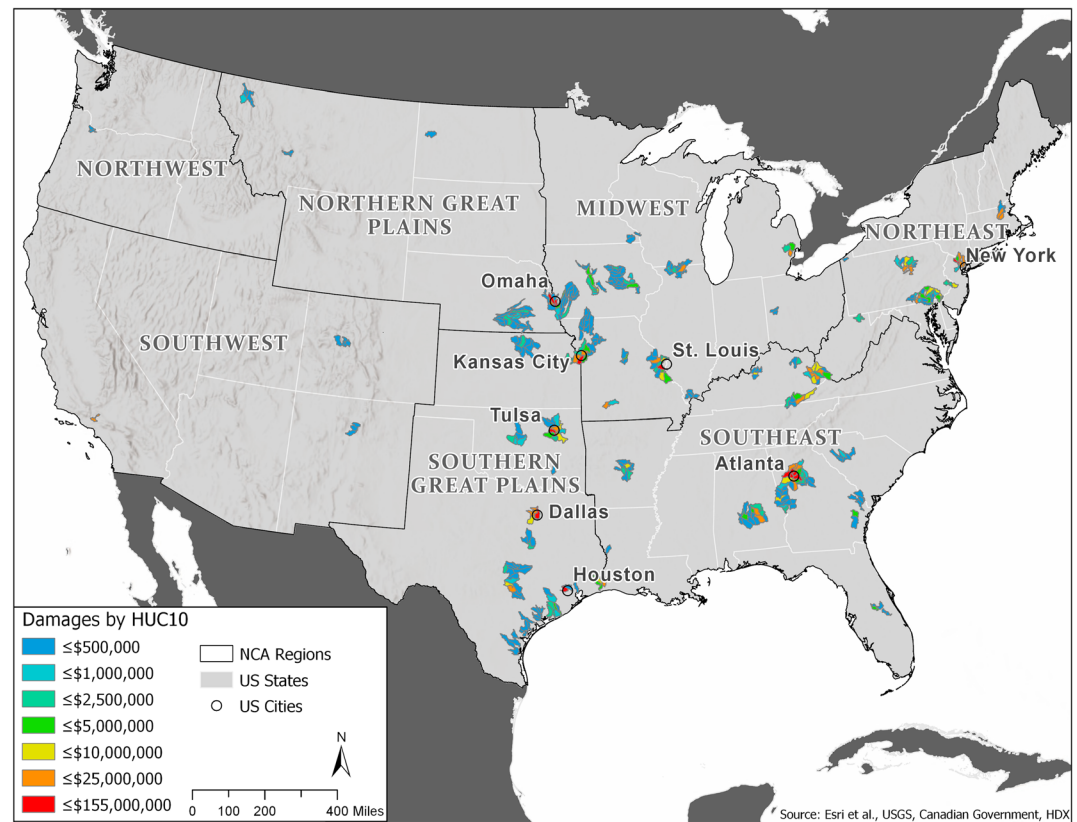 NORTHWEST
NORTHERN GREAT
PLAINS
MIDWEST
NORTHEAST
New York
Omaha
SOUTHWEST
St. Louis
Kansas City
Tulsa
SOUTHEAST
Atlanta
SOUTHERN
GREAT PLAINS
Dallas
Houston
Damages by HUC10
≤$500,000
≤$1,000,000
≤$2,500,000
≤$5,000,000
≤$10,000,000
≤$25,000,000
≤$155,000,000
NCA Regions
US States
US Cities
N
0 100 200 400 Miles
Source: Esri et al., USGS, Canadian Government, HDX